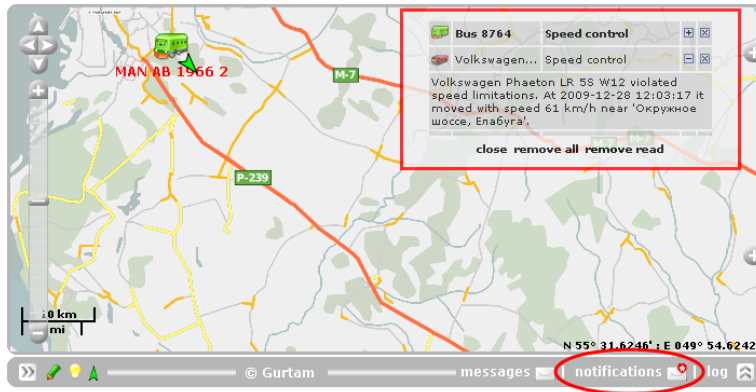 Bus 8764 Speed control
Volkswagen... Speed control
Volkswagen Phaeton LR 5S W12 violated
speed limitations. At 2009-12-28 12:03:17 it
moved with speed 61 km/h near 'Окружное
шоссе, Елабуга'.
close remove all remove read
MAN AB 1966 2
M-7
M-7
M-7
P-239
km
mi
N 55° 31.6246' : E 049° 54.6242
© Gurtam
messages | notifications | log